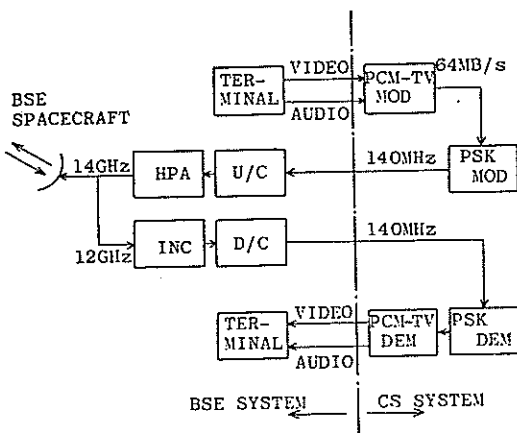 VIDEO
TER-
MINAL
AUDIO
PCM-TV
MOD
64MB/s
BSE
SPACECRAFT
14GHz
HPA
U/C
140MHz
PSK
MOD
12GHz
INC
D/C
140MHz
VIDEO
TER-
MINAL
AUDIO
PCM-TV
DEM
PSK
DEM
BSE SYSTEM
CS SYSTEM